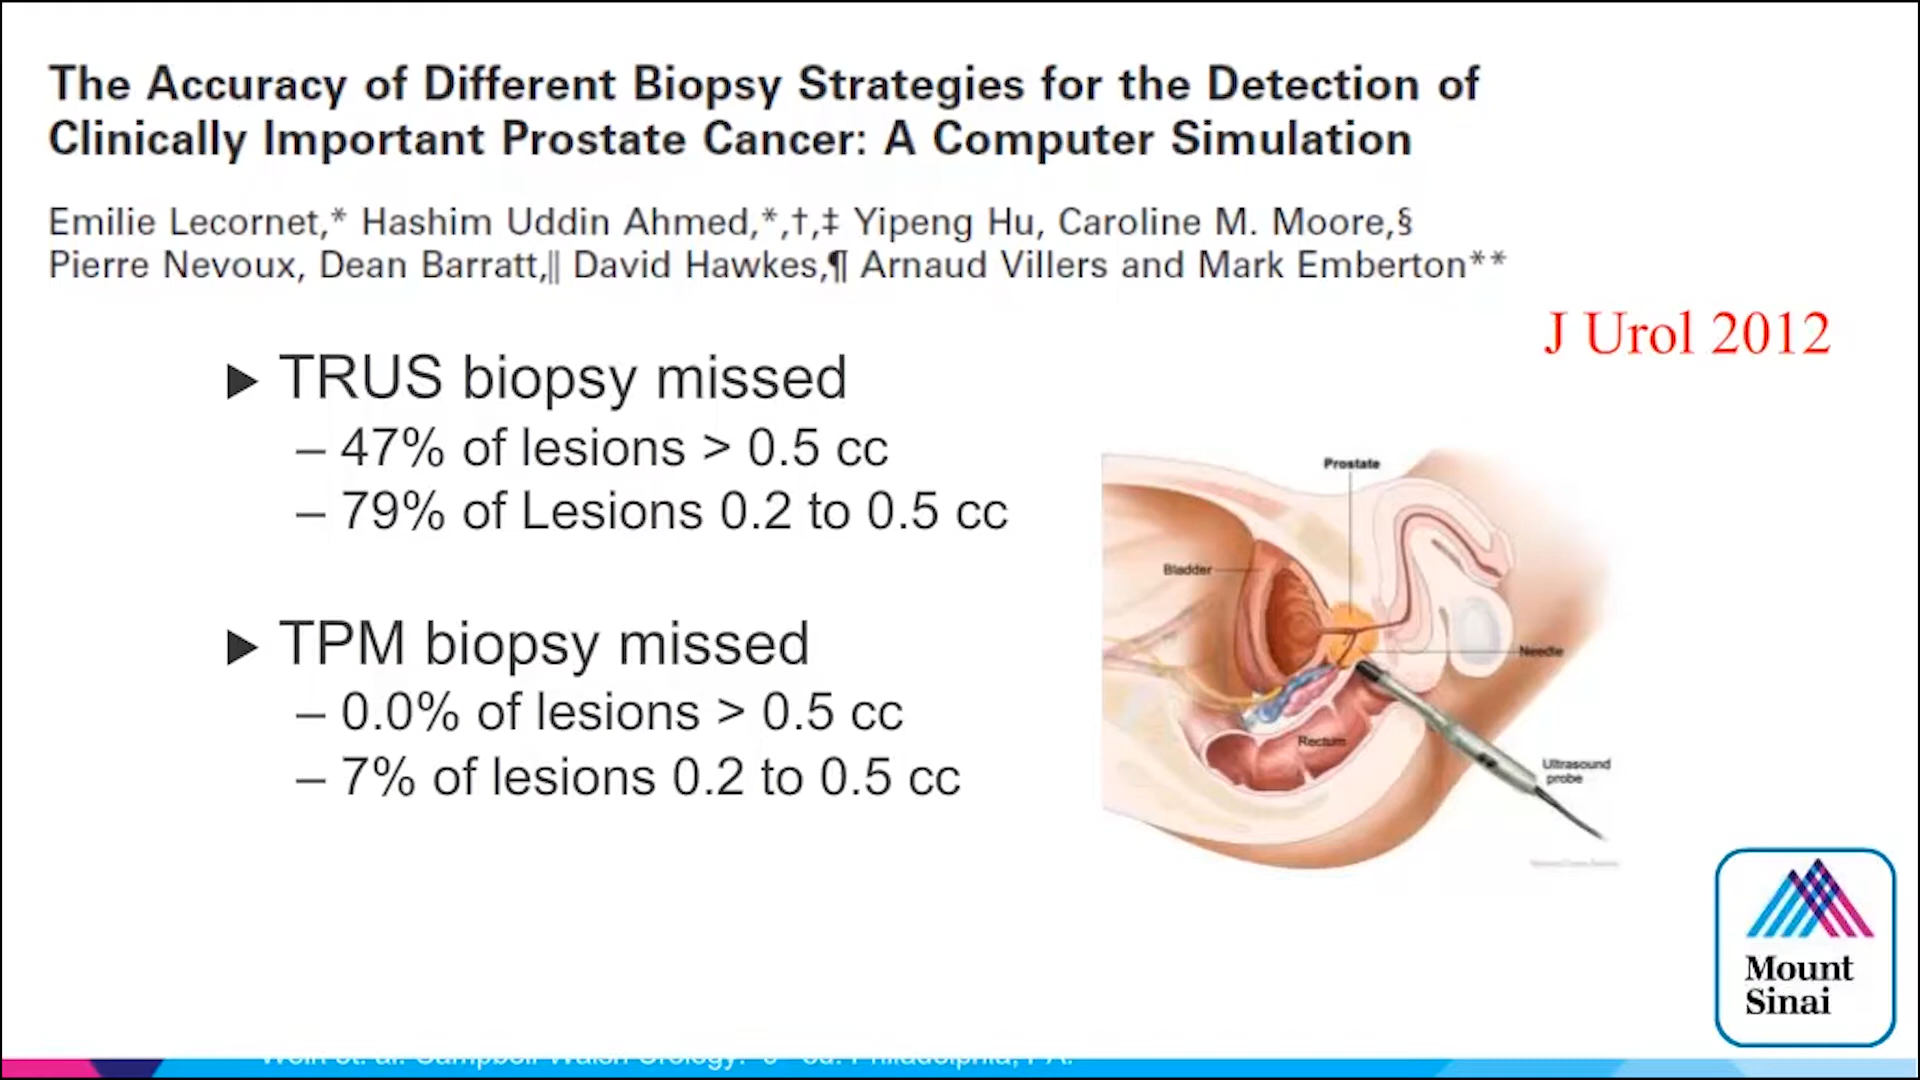 The Accuracy of Different Biopsy Strategies for the Detection of
Clinically Important Prostate Cancer: A Computer Simulation
Emilie Lecornet,* Hashim Uddin Ahmed,*,†,‡ Yipeng Hu, Caroline M. Moore,§
Pierre Nevoux, Dean Barratt,|| David Hawkes,¶ Arnaud Villers and Mark Emberton**
J Urol 2012
▶ TRUS biopsy missed
– 47% of lesions > 0.5 cc
– 79% of Lesions 0.2 to 0.5 cc
▶ TPM biopsy missed
– 0.0% of lesions > 0.5 cc
– 7% of lesions 0.2 to 0.5 cc
Prostate
Bladder
Needle
Rectum
Ultrasound
probe
Mount
Sinai